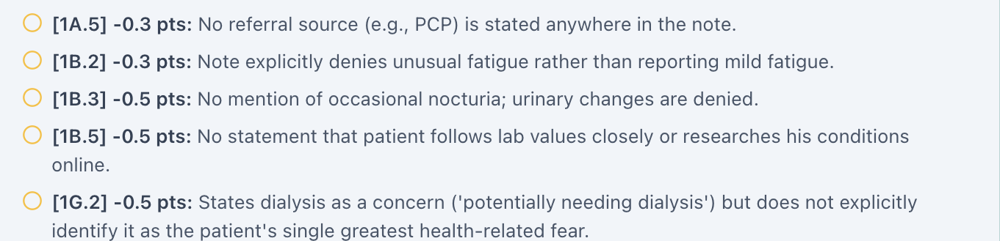 [1A.5] -0.3 pts: No referral source (e.g., PCP) is stated anywhere in the note.
[1B.2] -0.3 pts: Note explicitly denies unusual fatigue rather than reporting mild fatigue.
[1B.3] -0.5 pts: No mention of occasional nocturia; urinary changes are denied.
[1B.5] -0.5 pts: No statement that patient follows lab values closely or researches his conditions
online.
[1G.2] -0.5 pts: States dialysis as a concern ('potentially needing dialysis') but does not explicitly
identify it as the patient's single greatest health-related fear.